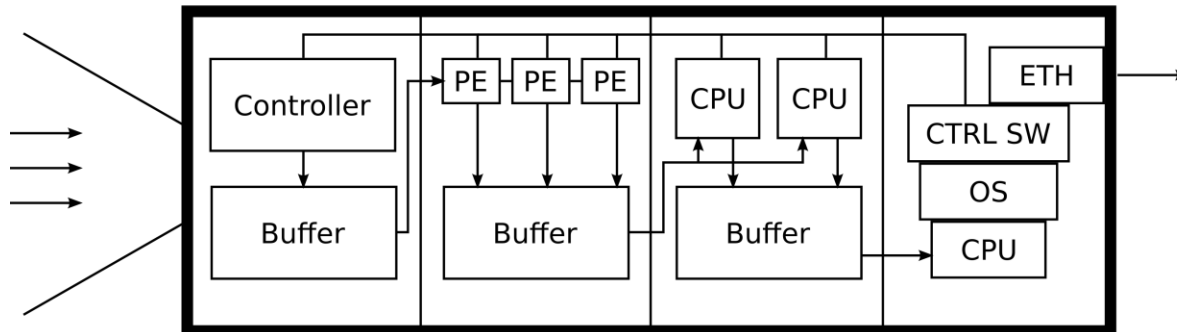 Controller
Buffer
PE
PE
PE
Buffer
CPU
CPU
Buffer
ETH
CTRL SW
OS
CPU